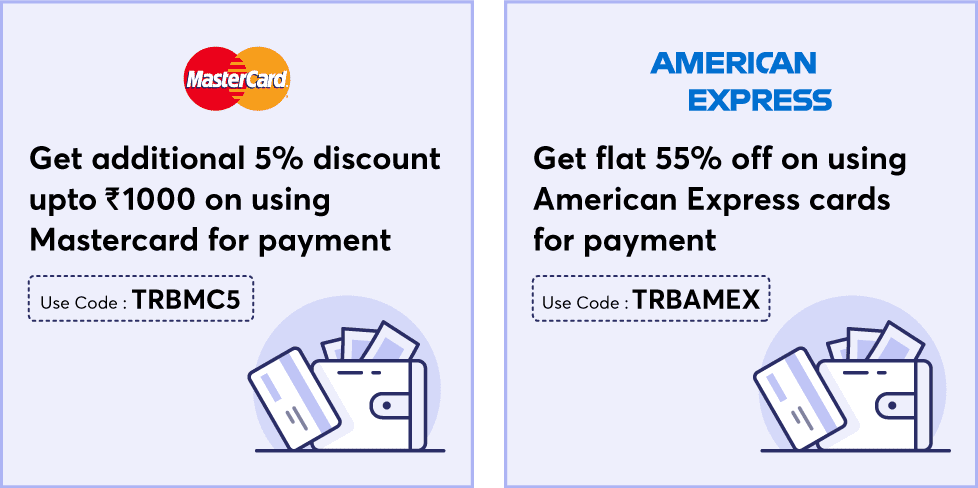 MasterCard
Get additional 5% discount
upto ₹1000 on using
Mastercard for payment
Use Code : TRBMC5
AMERICAN
EXPRESS
Get flat 55% off on using
American Express cards
for payment
Use Code : TRBAMEX